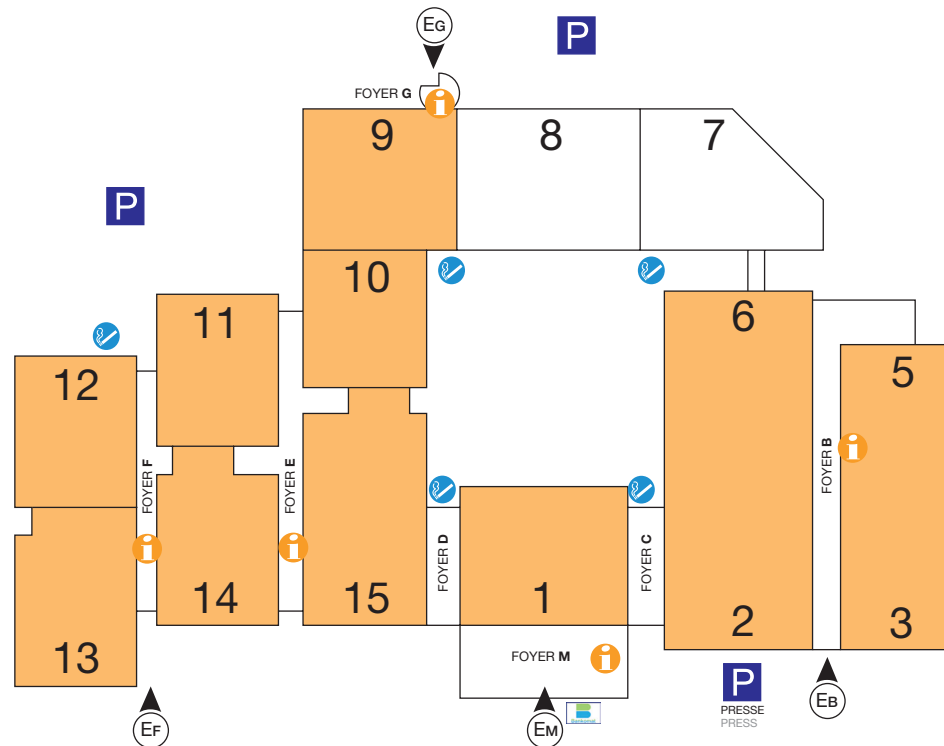 EG
P
FOYER G
i
9
8
7
P
10
6
11
5
12
FOYER B
i
FOYER F
FOYER E
FOYER D
FOYER C
i
i
14
15
1
2
3
13
FOYER M
i
P
PRESSE
PRESS
EF
EM
EB
Bankomat